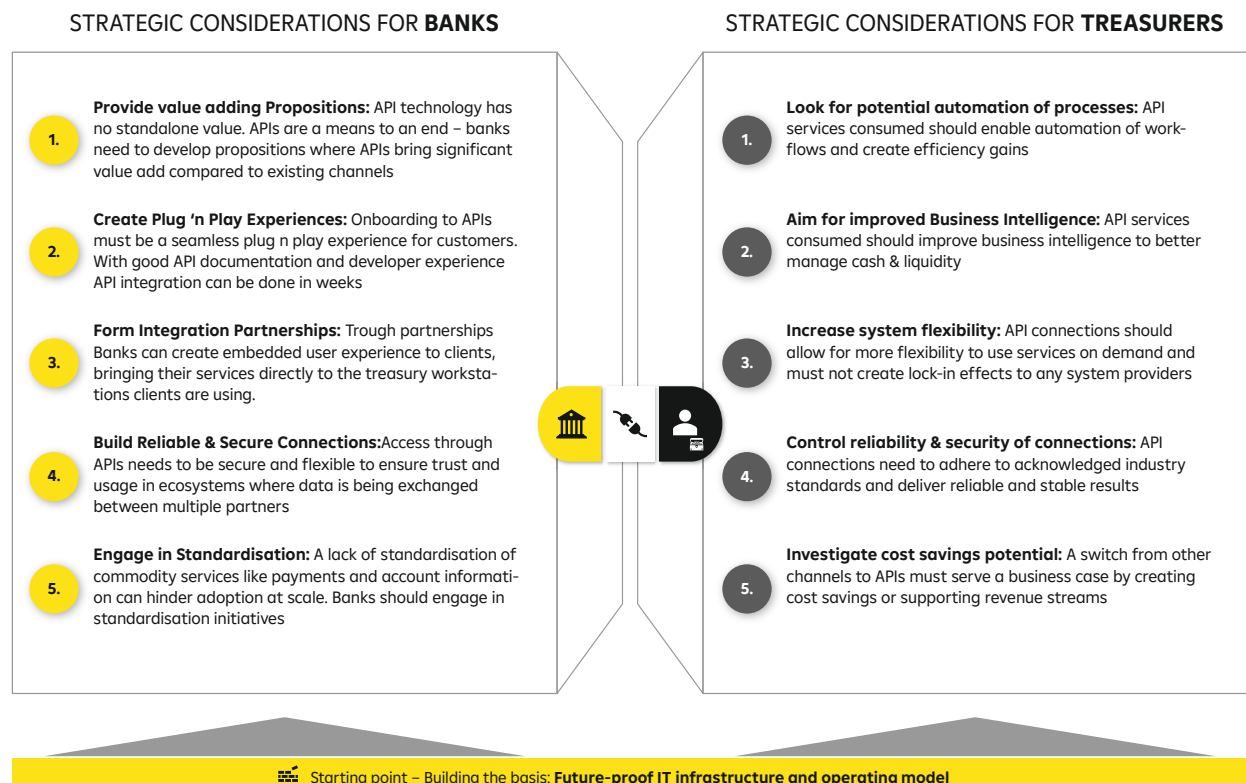 STRATEGIC CONSIDERATIONS FOR BANKS
1.
Provide value adding Propositions: API technology has
no standalone value. APIs are a means to an end – banks
need to develop propositions where APIs bring significant
value add compared to existing channels
2.
Create Plug ‘n Play Experiences: Onboarding to APIs
must be a seamless plug n play experience for customers.
With good API documentation and developer experience
API integration can be done in weeks
3.
Form Integration Partnerships: Trough partnerships
Banks can create embedded user experience to clients,
bringing their services directly to the treasury worksta-
tions clients are using.
4.
Build Reliable & Secure Connections:Access through
APIs needs to be secure and flexible to ensure trust and
usage in ecosystems where data is being exchanged
between multiple partners
5.
Engage in Standardisation: A lack of standardisation of
commodity services like payments and account informati-
on can hinder adoption at scale. Banks should engage in
standardisation initiatives
STRATEGIC CONSIDERATIONS FOR TREASURERS
1.
Look for potential automation of processes: API
services consumed should enable automation of work-
flows and create efficiency gains
2.
Aim for improved Business Intelligence: API services
consumed should improve business intelligence to better
manage cash & liquidity
3.
Increase system flexibility: API connections should
allow for more flexibility to use services on demand and
must not create lock-in effects to any system providers
4.
Control reliability & security of connections: API
connections need to adhere to acknowledged industry
standards and deliver reliable and stable results
5.
Investigate cost savings potential: A switch from other
channels to APIs must serve a business case by creating
cost savings or supporting revenue streams
Starting point – Building the basis: Future-proof IT infrastructure and operating model